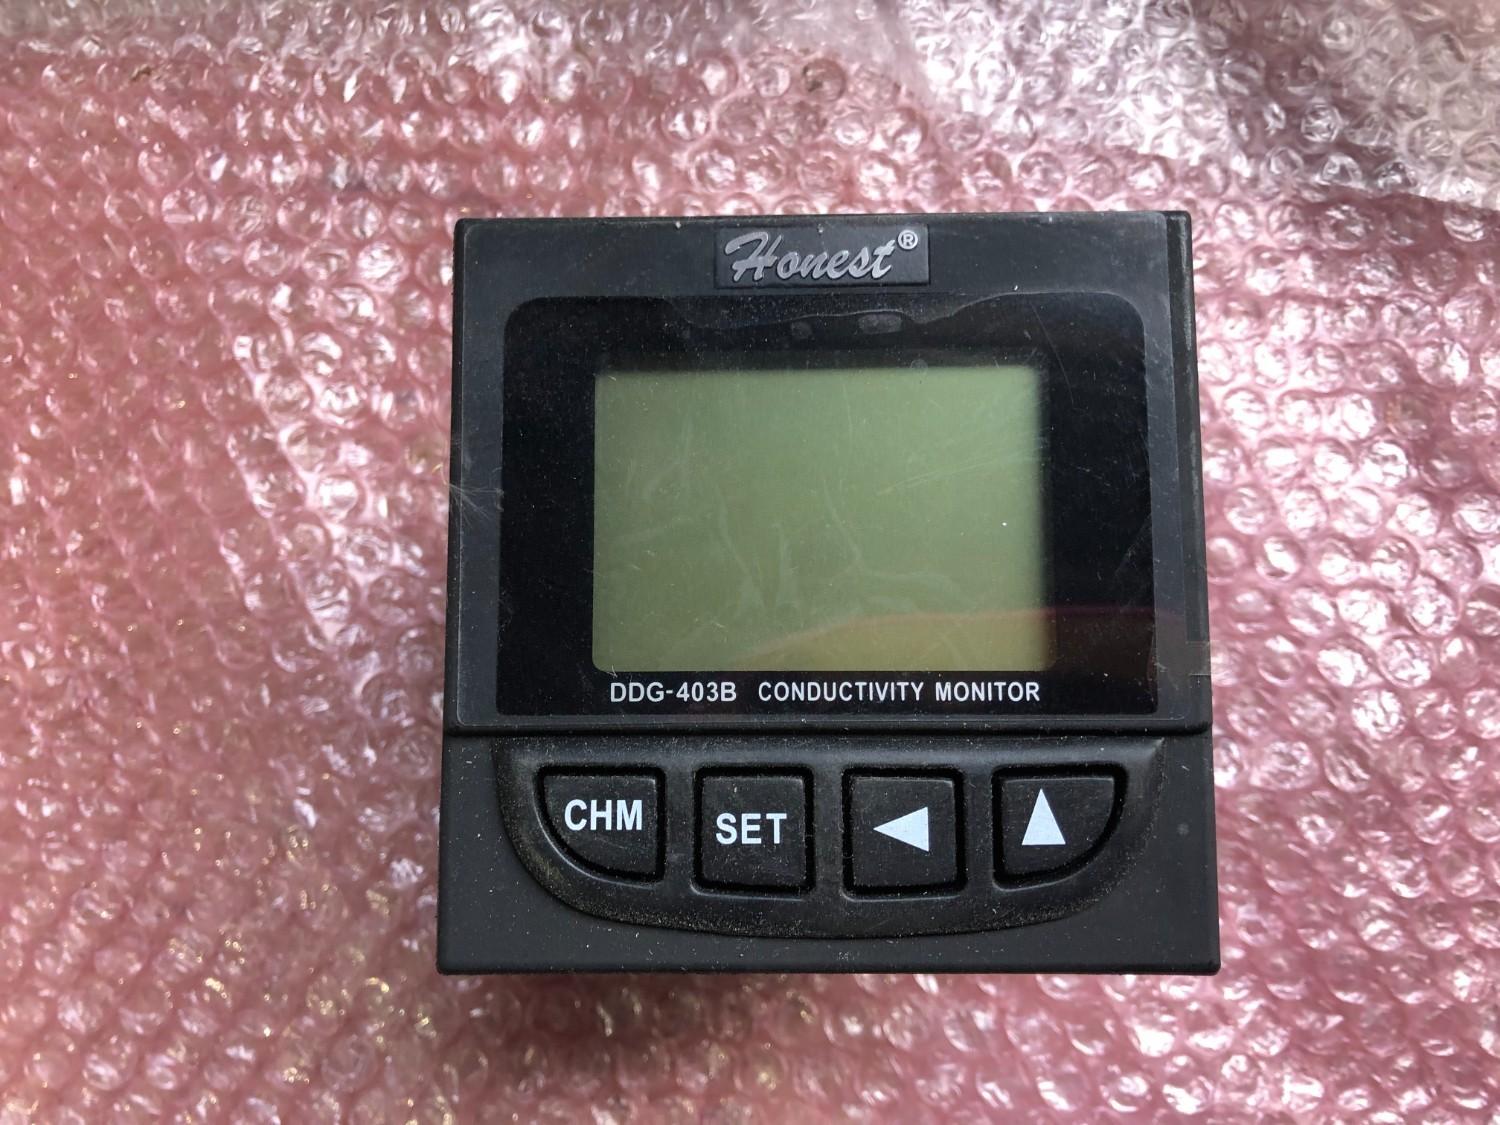 Honest®
DDG-403B CONDUCTIVITY MONITOR
CHM SET